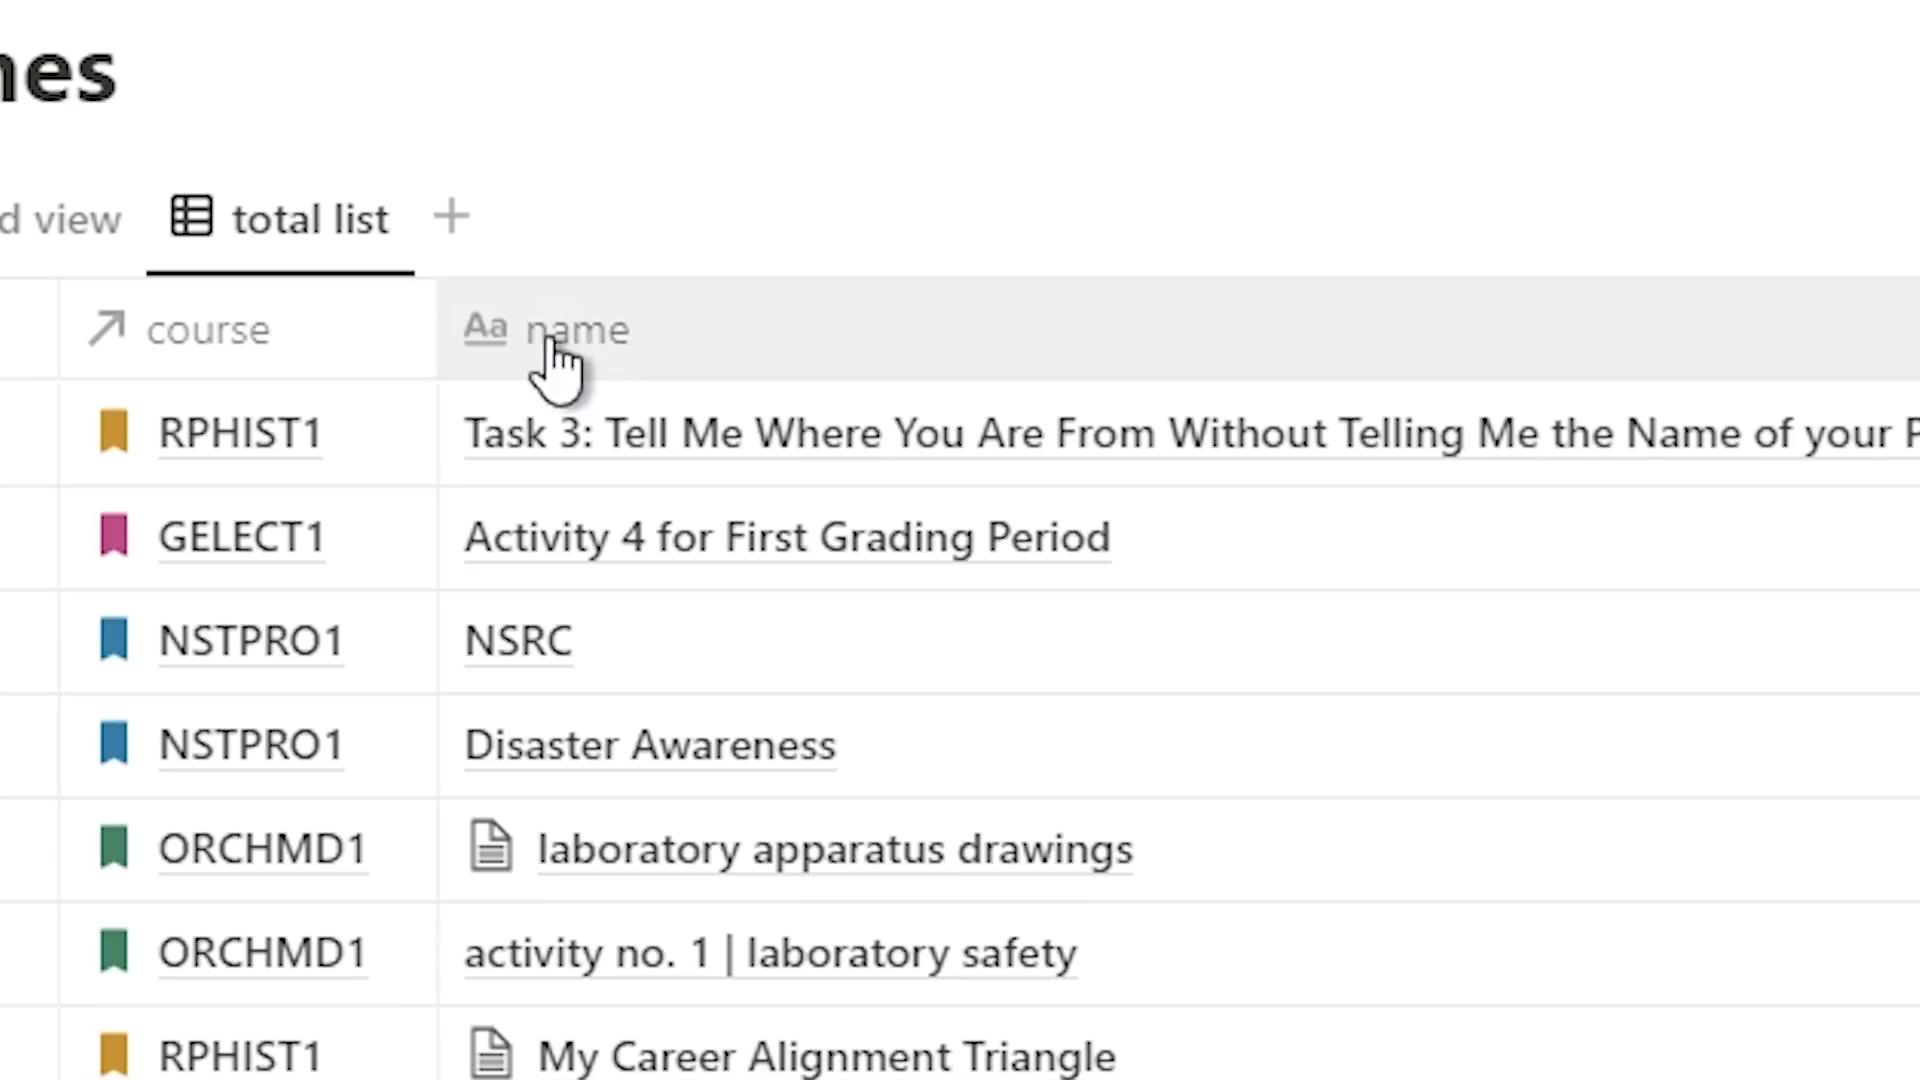 nes
d view total list +
course Aa name
RPHIST1 Task 3: Tell Me Where You Are From Without Telling Me the Name of your P
GELECT1 Activity 4 for First Grading Period
NSTPRO1 NSRC
NSTPRO1 Disaster Awareness
ORCHMD1 laboratory apparatus drawings
ORCHMD1 activity no. 1 | laboratory safety
RPHIST1 My Career Alignment Triangle